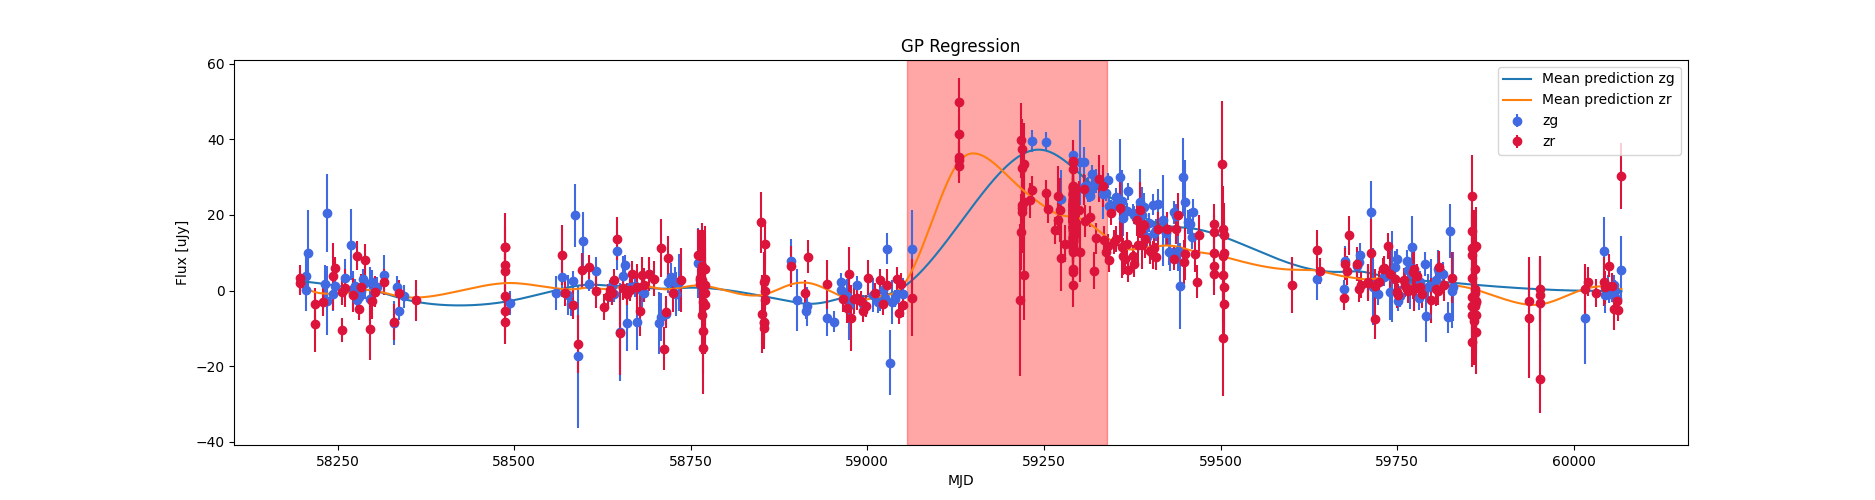 GP Regression
60
40
20
0
−20
−40
Flux [uJy]
58250
58500
58750
59000
59250
59500
59750
60000
MJD
Mean prediction zg
Mean prediction zr
zg
zr